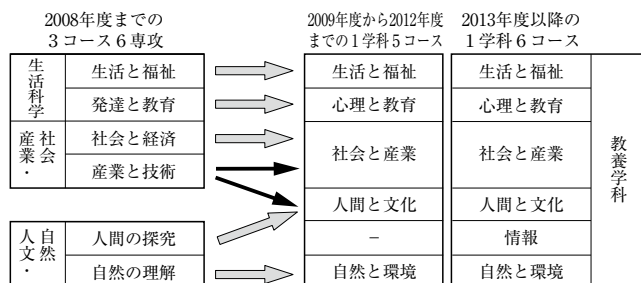 2008年度までの
3コース6専攻
2009年度から2012年度
までの1学科5コース
2013年度以降の
1学科6コース
生活科学
生活と福祉
発達と教育
社会・
産業
社会と経済
産業と技術
人文・
自然
人間の探究
自然の理解
生活と福祉
心理と教育
社会と産業
人間と文化
−
自然と環境
生活と福祉
心理と教育
社会と産業
人間と文化
情報
自然と環境
教養学科